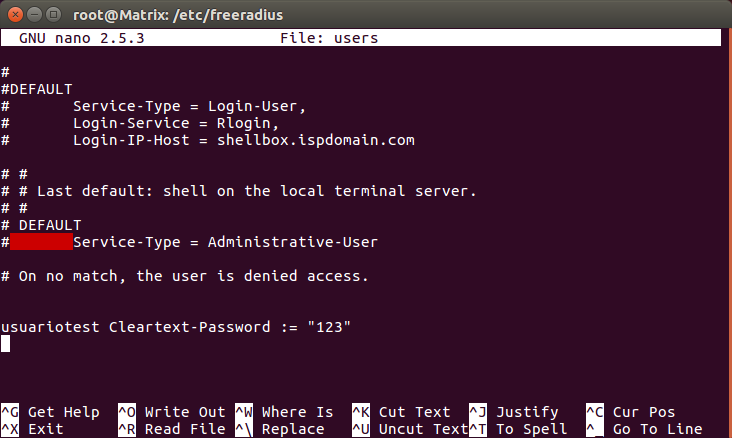 root@Matrix: /etc/freeradius
GNU nano 2.5.3 File: users
#
#DEFAULT
# Service-Type = Login-User,
# Login-Service = Rlogin,
# Login-IP-Host = shellbox.ispdomain.com
# #
# # Last default: shell on the local terminal server.
# #
# DEFAULT
# Service-Type = Administrative-User
# On no match, the user is denied access.
usuariotest Cleartext-Password := "123"
^G Get Help ^O Write Out ^W Where Is ^K Cut Text ^J Justify ^C Cur Pos
^X Exit ^R Read File ^\ Replace ^U Uncut Text ^T To Spell ^_ Go To Line